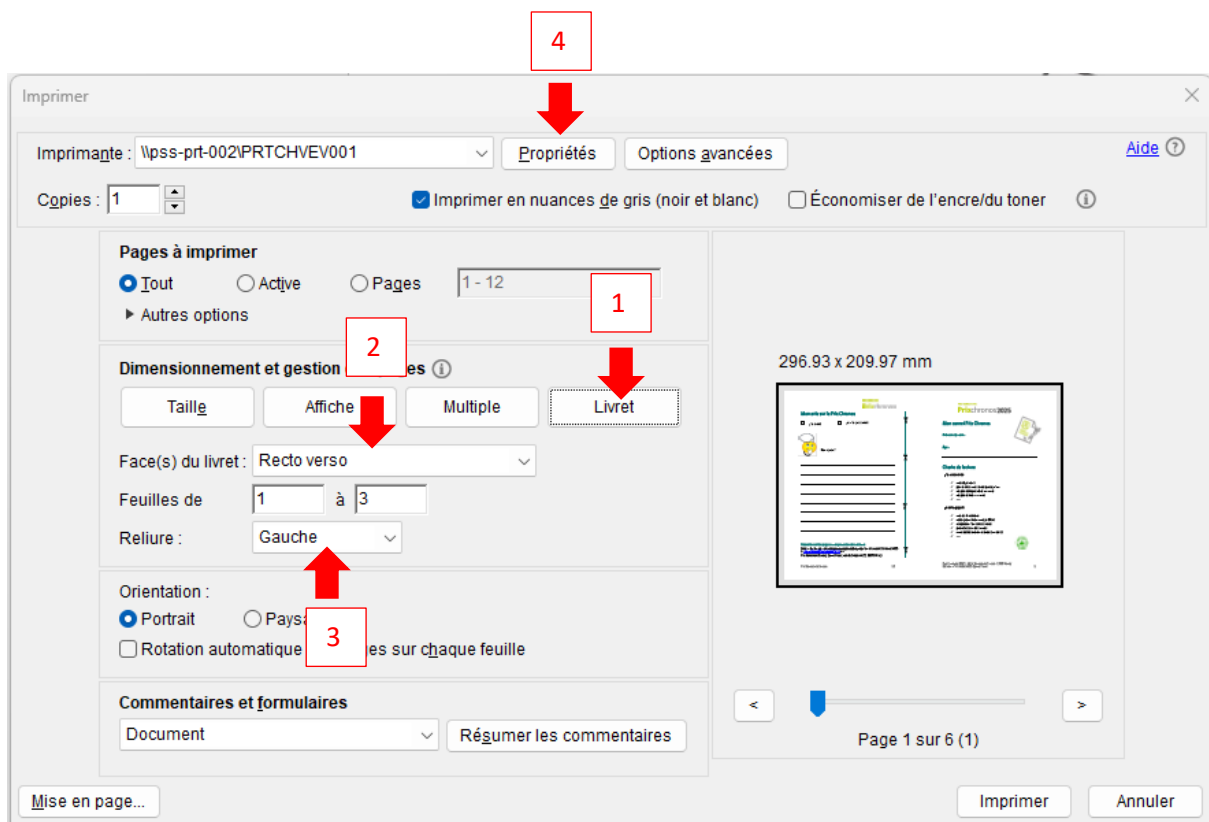 4
Imprimer
Imprimante : \\pss-prt-002\PRTCHVEV001 Propriétés Options avancées Aide
Copies : 1 Imprimer en nuances de gris (noir et blanc) Économiser de l'encre/du toner
Pages à imprimer
Tout Active Pages 1 - 12
1
Autres options
2
Dimensionnement et gestion
296.93 x 209.97 mm
Taille Affiche Multiple Livret
Face(s) du livret : Recto verso
Feuilles de 1 à 3
Reliure : Gauche
Orientation :
Portrait
3
Rotation automatique es sur chaque feuille
Commentaires et formulaires
Document Résumer les commentaires
< >
Page 1 sur 6 (1)
Mise en page... Imprimer Annuler